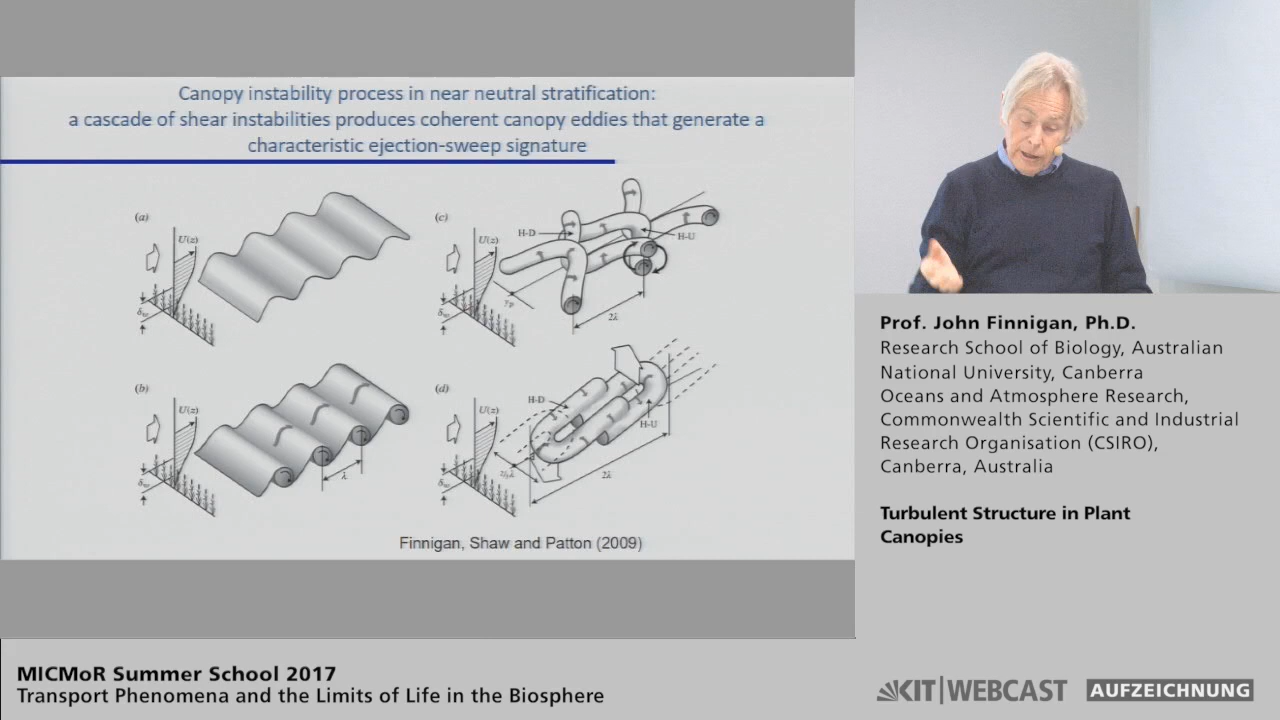 Canopy instability process in near neutral stratification:
a cascade of shear instabilities produces coherent canopy eddies that generate a
characteristic ejection-sweep signature
(a)
U(z)
(c)
U(z)
H-D
H-U
2λ
(b)
U(z)
λ
(d)
U(z)
H-D
H-U
2λ
Finnigan, Shaw and Patton (2009)
Prof. John Finnigan, Ph.D.
Research School of Biology, Australian
National University, Canberra
Oceans and Atmosphere Research,
Commonwealth Scientific and Industrial
Research Organisation (CSIRO),
Canberra, Australia
Turbulent Structure in Plant
Canopies
MICMoR Summer School 2017
Transport Phenomena and the Limits of Life in the Biosphere
KIT|WEBCAST
AUFZEICHNUNG